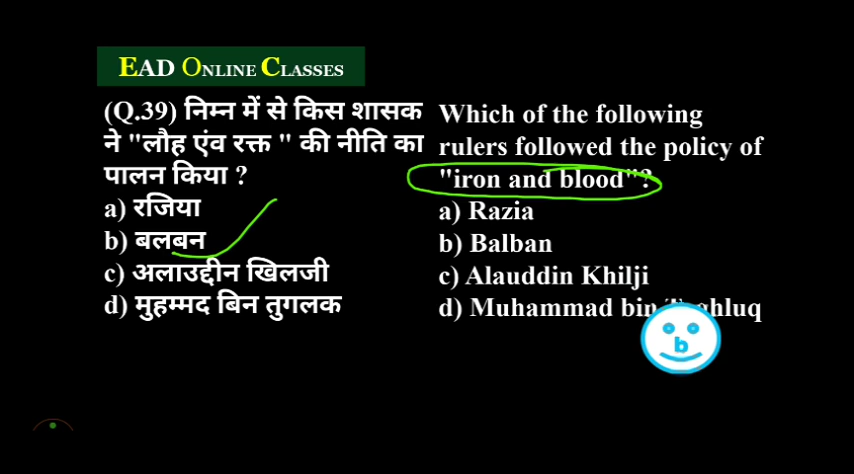 EAD ONLINE CLASSES
(Q.39) निम्न में से किस शासक
ने "लौह एंव रक्त " की नीति का
पालन किया ?
a) रजिया
b) बलबन
c) अलाउद्दीन खिलजी
d) मुहम्मद बिन तुगलक
Which of the following
rulers followed the policy of
"iron and blood"?
a) Razia
b) Balban
c) Alauddin Khilji
d) Muhammad bin Tughluq
b